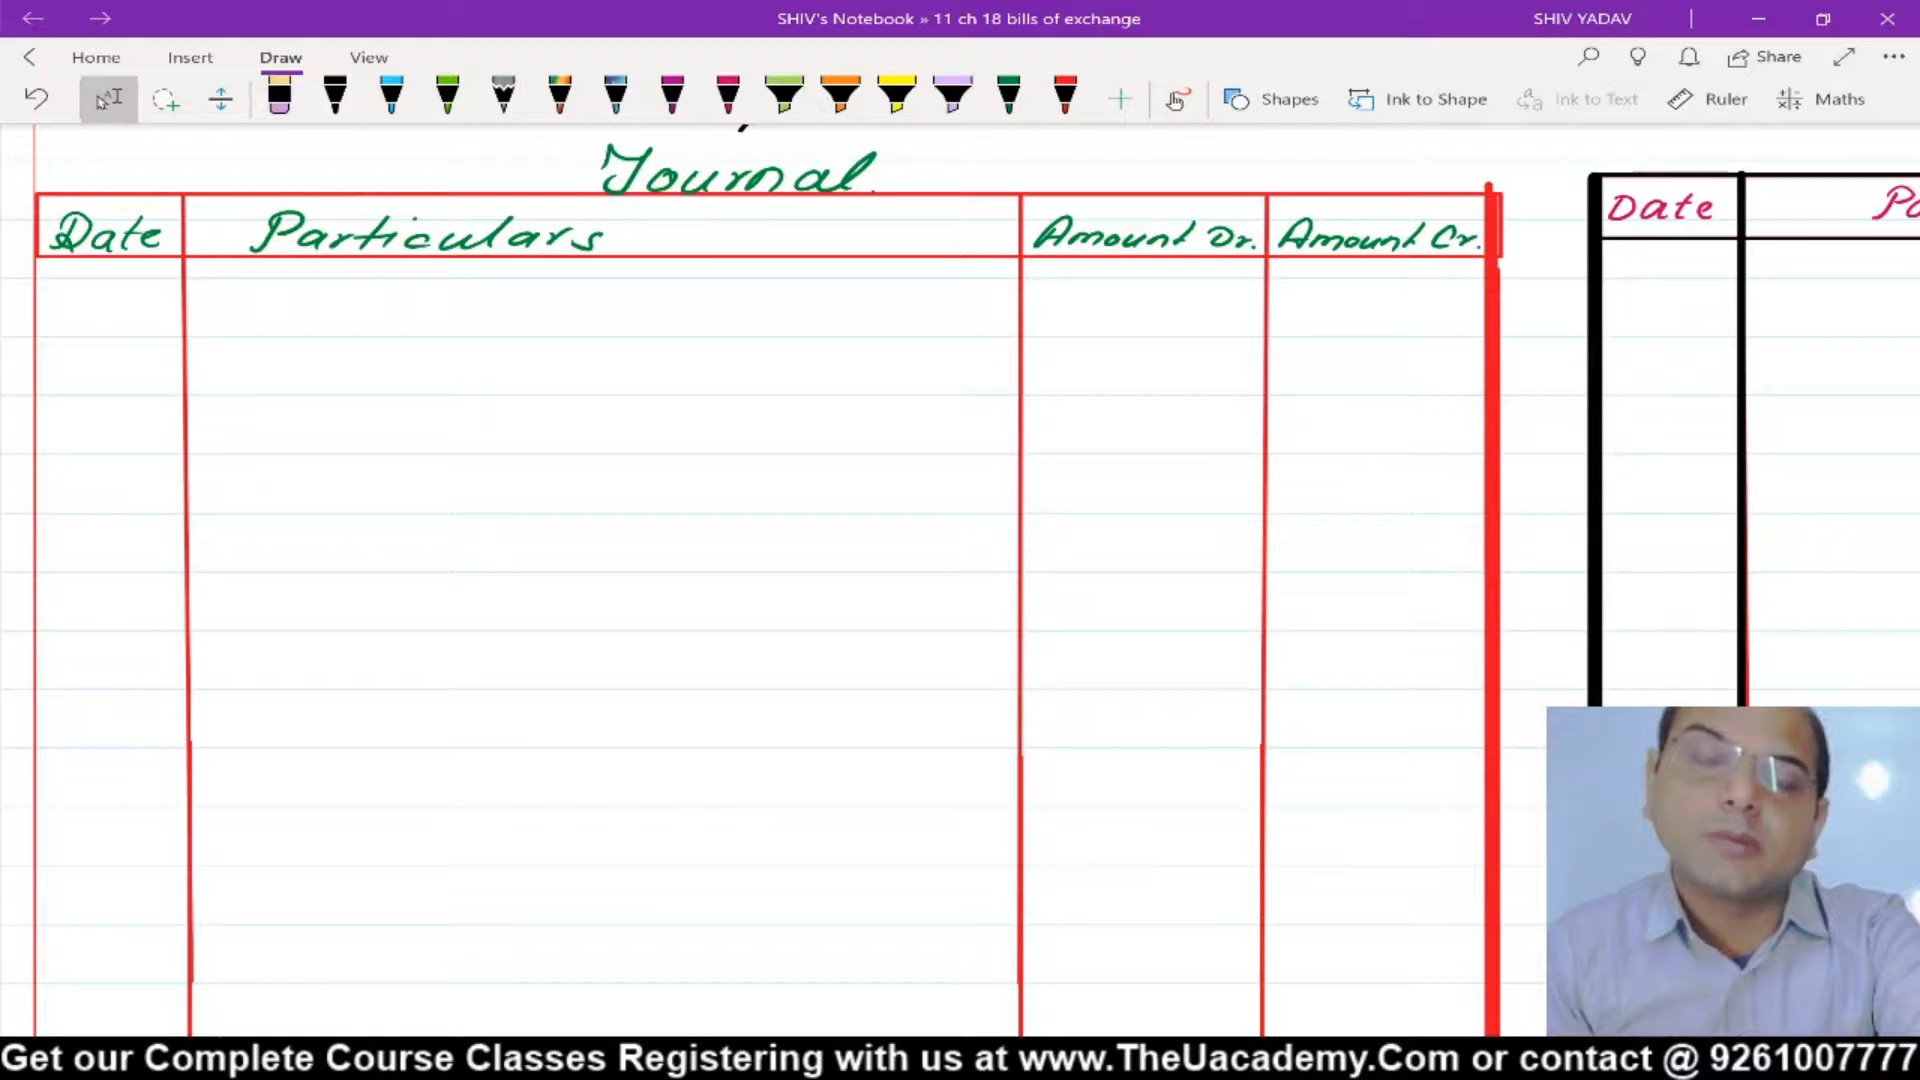 SHIV's Notebook » 11 ch 18 bills of exchange
SHIV YADAV
Home Insert Draw View
Share
Shapes Ink to Shape Ink to Text Ruler Maths
Journal.
Date Particulars Amount Dr. Amount Cr.
Date
Get our Complete Course Classes Registering with us at www.TheUacademy.Com or contact @ 9261007777